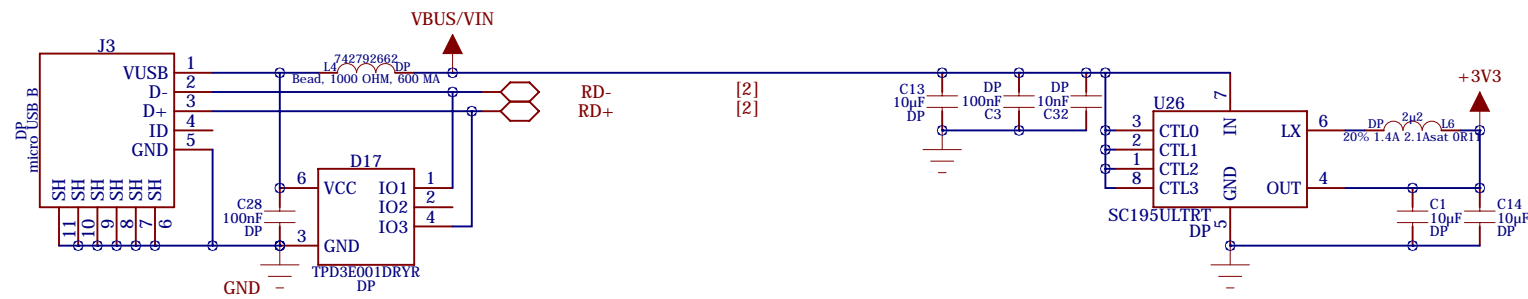 VBUS/VIN
J3
VUSB 1
D- 2
D+ 3
ID 4
GND 5
DP
micro USB B
SH SH SH SH SH SH
11 10 9 8 7 6
L4 742792662 DP
Bead, 1000 OHM, 600 MA
RD- [2]
RD+ [2]
D17
6 VCC
3 GND
IO1 1
IO2 2
IO3 4
TPD3E001DRYR
DP
C28
100nF
DP
GND
C13
10µF
DP
DP
100nF
C3
DP
10nF
C32
U26
7 IN
3 CTL0
2 CTL1
1 CTL2
8 CTL3
LX 6
OUT 4
GND 5
SC195ULTRT
DP
+3V3
DP 2µ2 L6
20% 1.4A 2.1Asat 0R11
C1
10µF
DP
C14
10µF
DP